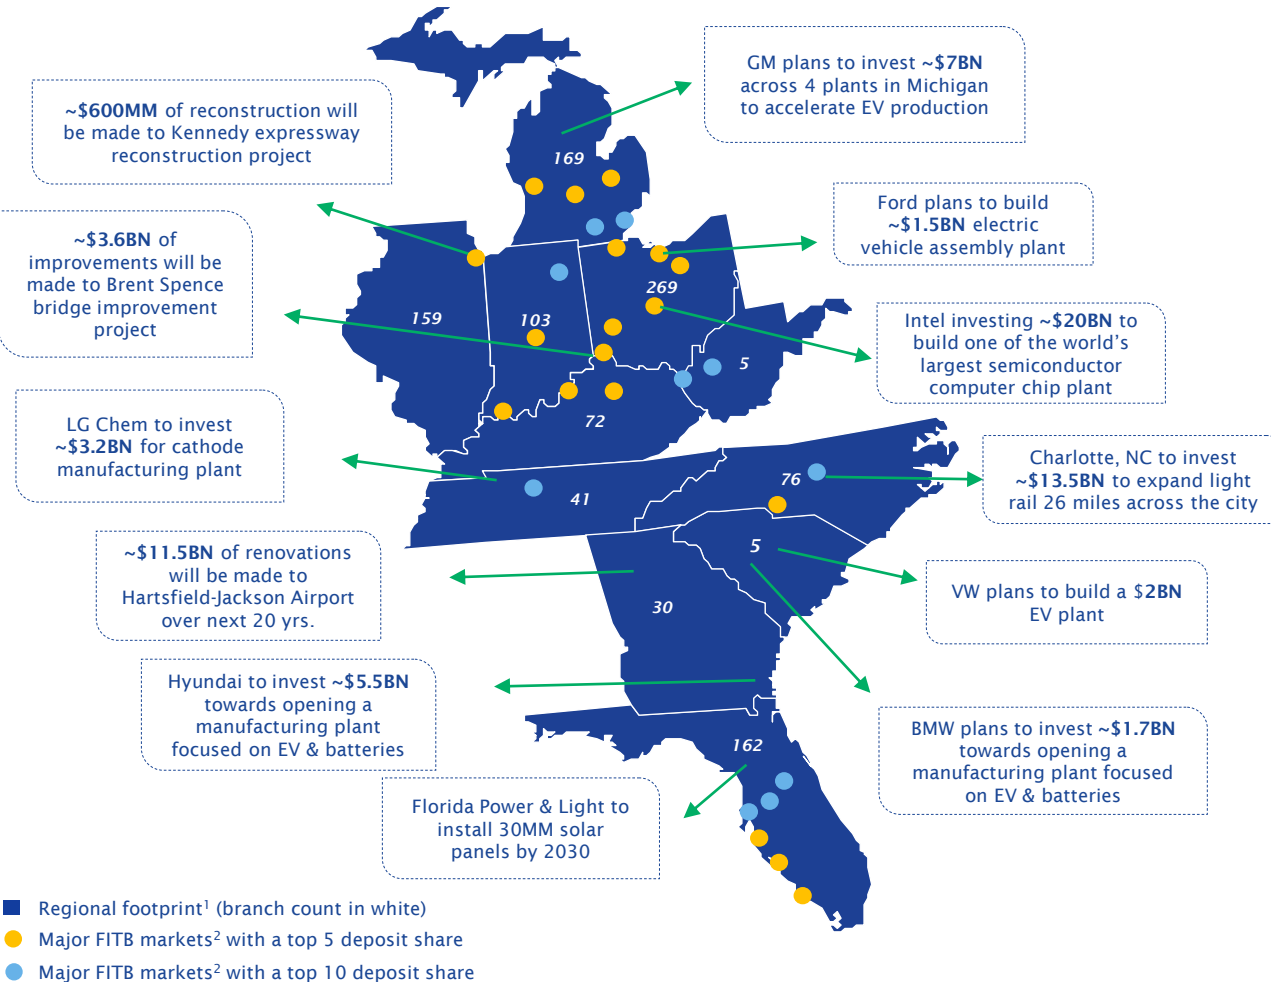 GM plans to invest ~$7BN
across 4 plants in Michigan
to accelerate EV production
~$600MM of reconstruction will
be made to Kennedy expressway
reconstruction project
169
Ford plans to build
~$1.5BN electric
vehicle assembly plant
~$3.6BN of
improvements will be
made to Brent Spence
bridge improvement
project
269
159
103
Intel investing ~$20BN to
build one of the world's
largest semiconductor
computer chip plant
5
LG Chem to invest
~$3.2BN for cathode
manufacturing plant
72
Charlotte, NC to invest
~$13.5BN to expand light
rail 26 miles across the city
76
41
~$11.5BN of renovations
will be made to
Hartsfield-Jackson Airport
over next 20 yrs.
5
VW plans to build a $2BN
EV plant
30
Hyundai to invest ~$5.5BN
towards opening a
manufacturing plant
focused on EV & batteries
BMW plans to invest ~$1.7BN
towards opening a
manufacturing plant focused
on EV & batteries
162
Florida Power & Light to
install 30MM solar
panels by 2030
Regional footprint¹ (branch count in white)
Major FITB markets² with a top 5 deposit share
Major FITB markets² with a top 10 deposit share